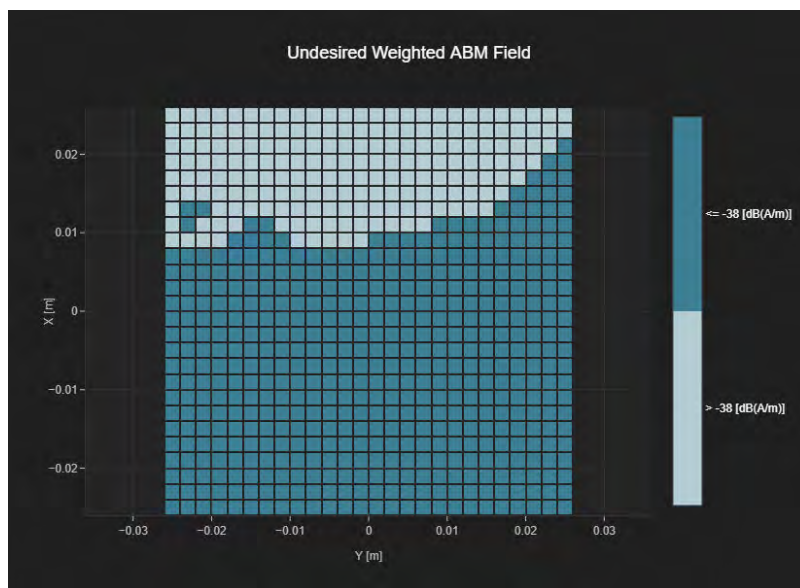 Undesired Weighted ABM Field
0.02
0.01
0
−0.01
−0.02
X [m]
−0.03
−0.02
−0.01
0
0.01
0.02
0.03
Y [m]
<= -38 [dB(A/m)]
> -38 [dB(A/m)]